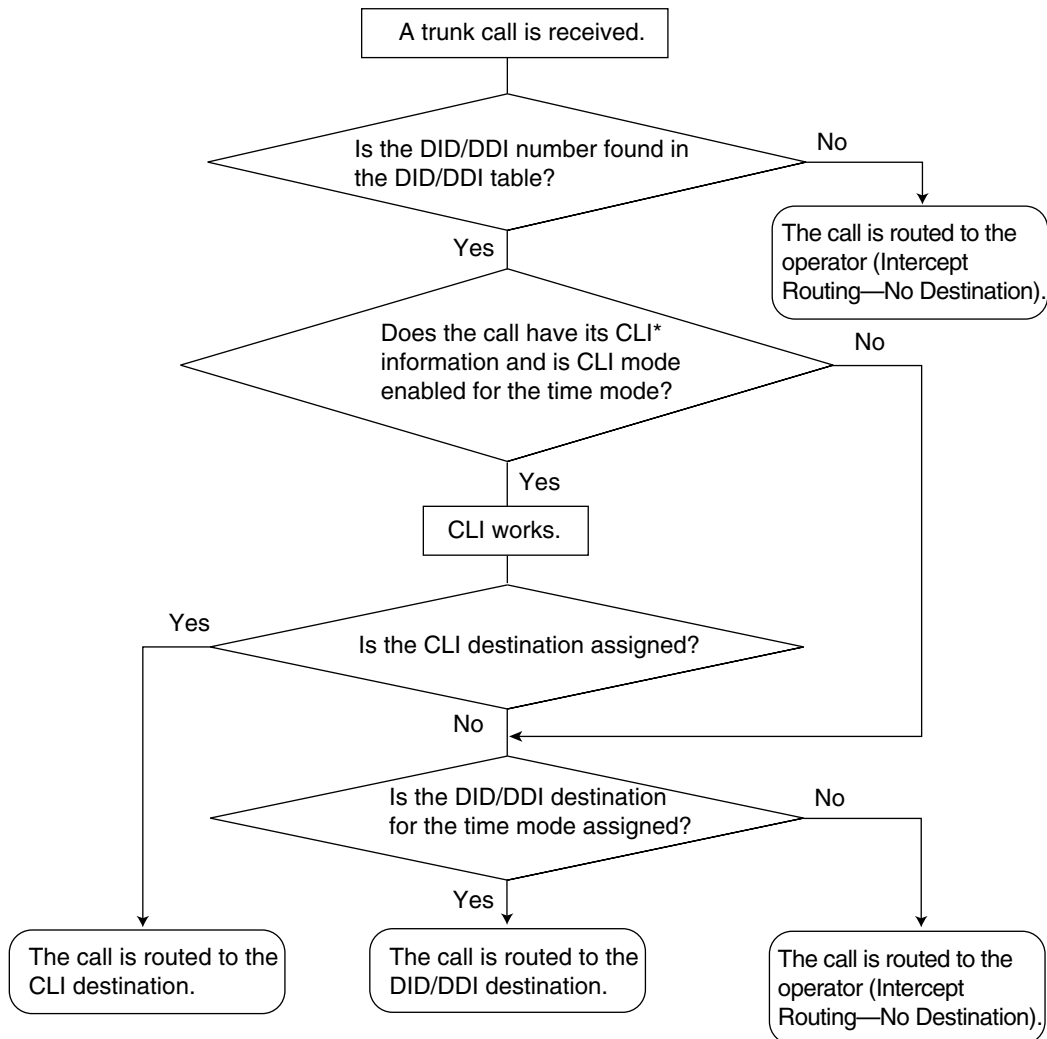 A trunk call is received.
Is the DID/DDI number found in
the DID/DDI table?
No
Yes
The call is routed to the
operator (Intercept
Routing—No Destination).
Does the call have its CLI*
information and is CLI mode
enabled for the time mode?
No
Yes
CLI works.
Yes
Is the CLI destination assigned?
No
Is the DID/DDI destination
for the time mode assigned?
No
Yes
The call is routed to the
CLI destination.
The call is routed to the
DID/DDI destination.
The call is routed to the
operator (Intercept
Routing—No Destination).